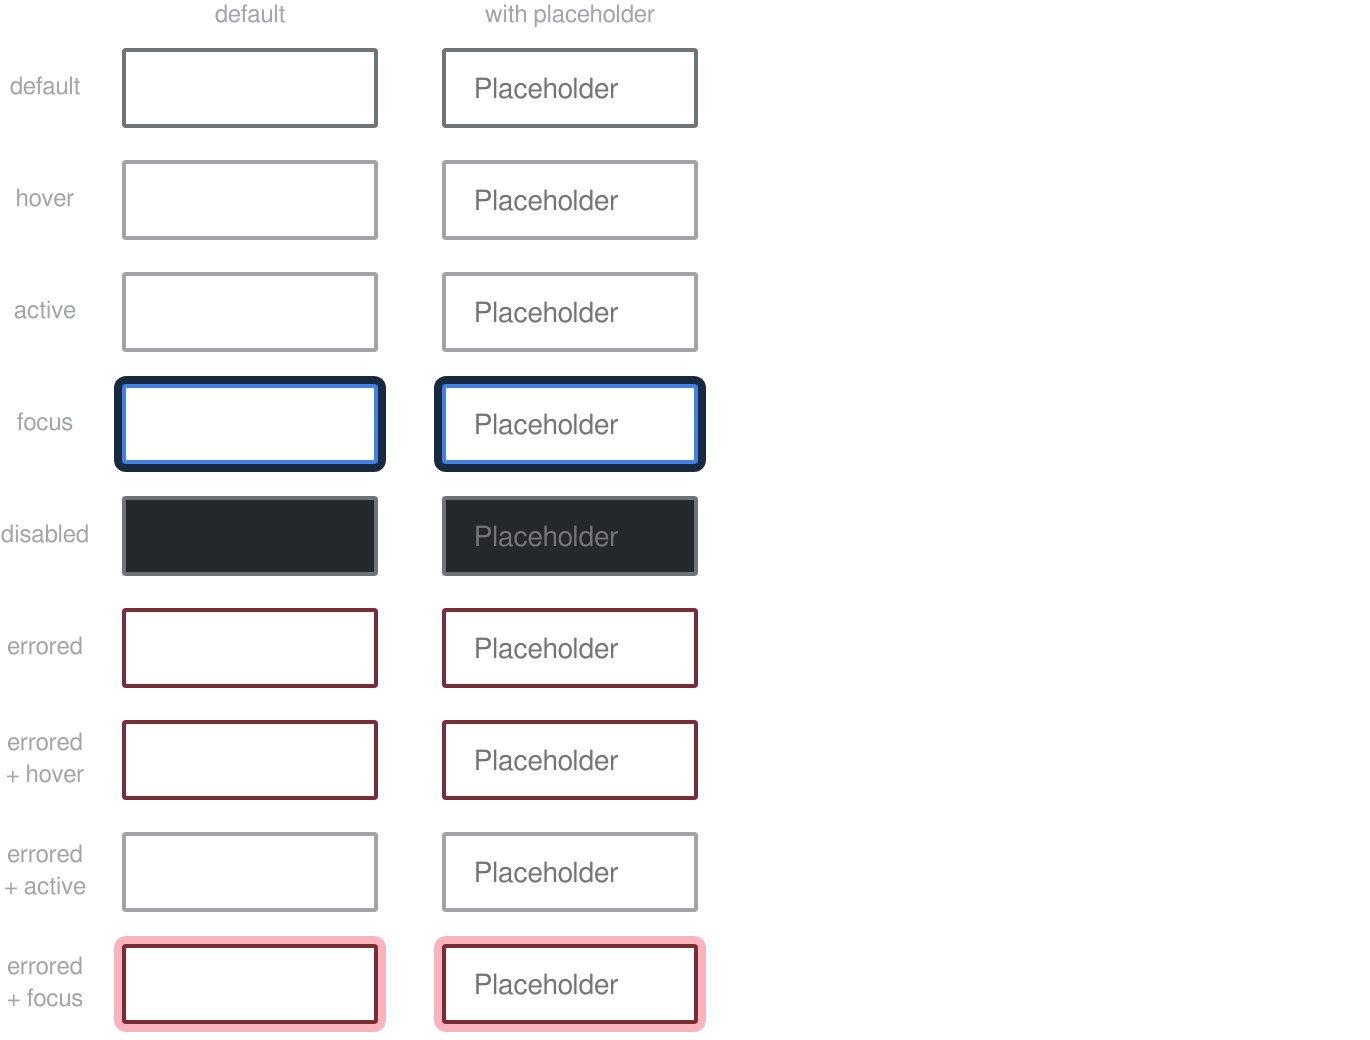 default
with placeholder
default
Placeholder
hover
Placeholder
active
Placeholder
focus
Placeholder
disabled
Placeholder
errored
Placeholder
errored
+ hover
Placeholder
errored
+ active
Placeholder
errored
+ focus
Placeholder